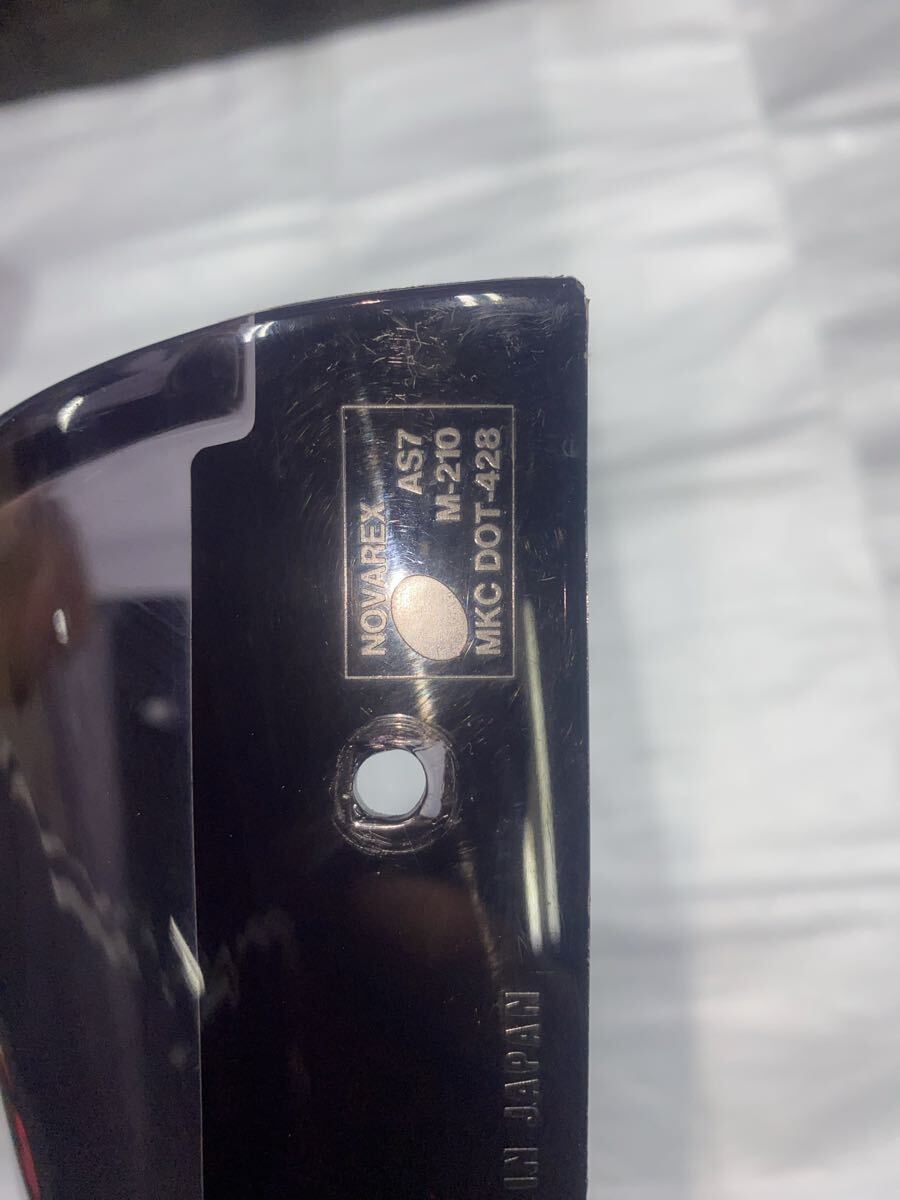 NOVAREX
AS7
M-210
MKC DOT-428
IN JAPAN